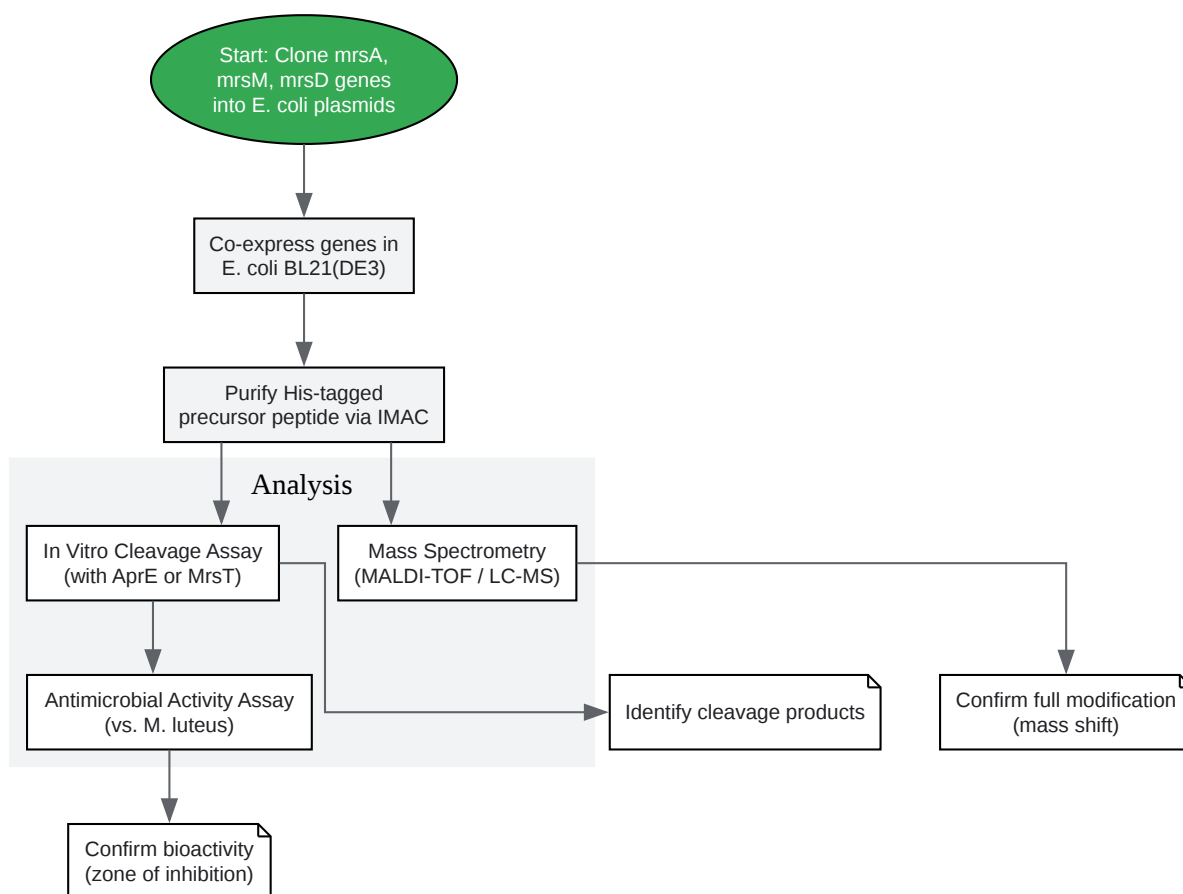 Start: Clone mrsA,
mrsM, mrsD genes
into E. coli plasmids
Co-express genes in
E. coli BL21(DE3)
Purify His-tagged
precursor peptide via IMAC
Analysis
In Vitro Cleavage Assay
(with AprE or MrsT)
Mass Spectrometry
(MALDI-TOF / LC-MS)
Antimicrobial Activity Assay
(vs. M. luteus)
Identify cleavage products
Confirm full modification
(mass shift)
Confirm bioactivity
(zone of inhibition)